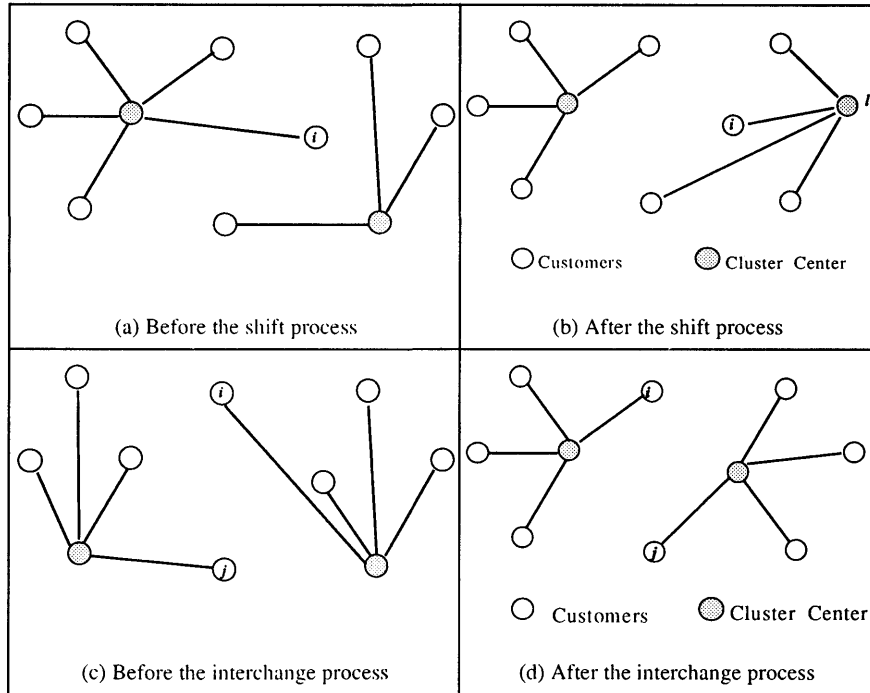 i
l
i
Customers Cluster Center
(a) Before the shift process
(b) After the shift process
i
i
j
j
Customers Cluster Center
(c) Before the interchange process
(d) After the interchange process